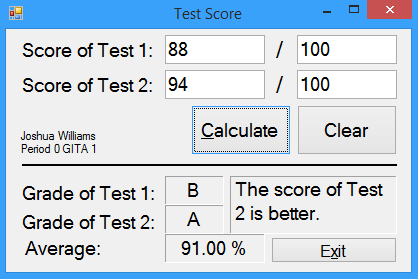 Test Score
Score of Test 1: 88 / 100
Score of Test 2: 94 / 100
Calculate Clear
Joshua Williams
Period 0 GITA 1
Grade of Test 1: B
Grade of Test 2: A
The score of Test
2 is better.
Average: 91.00 %
Exit